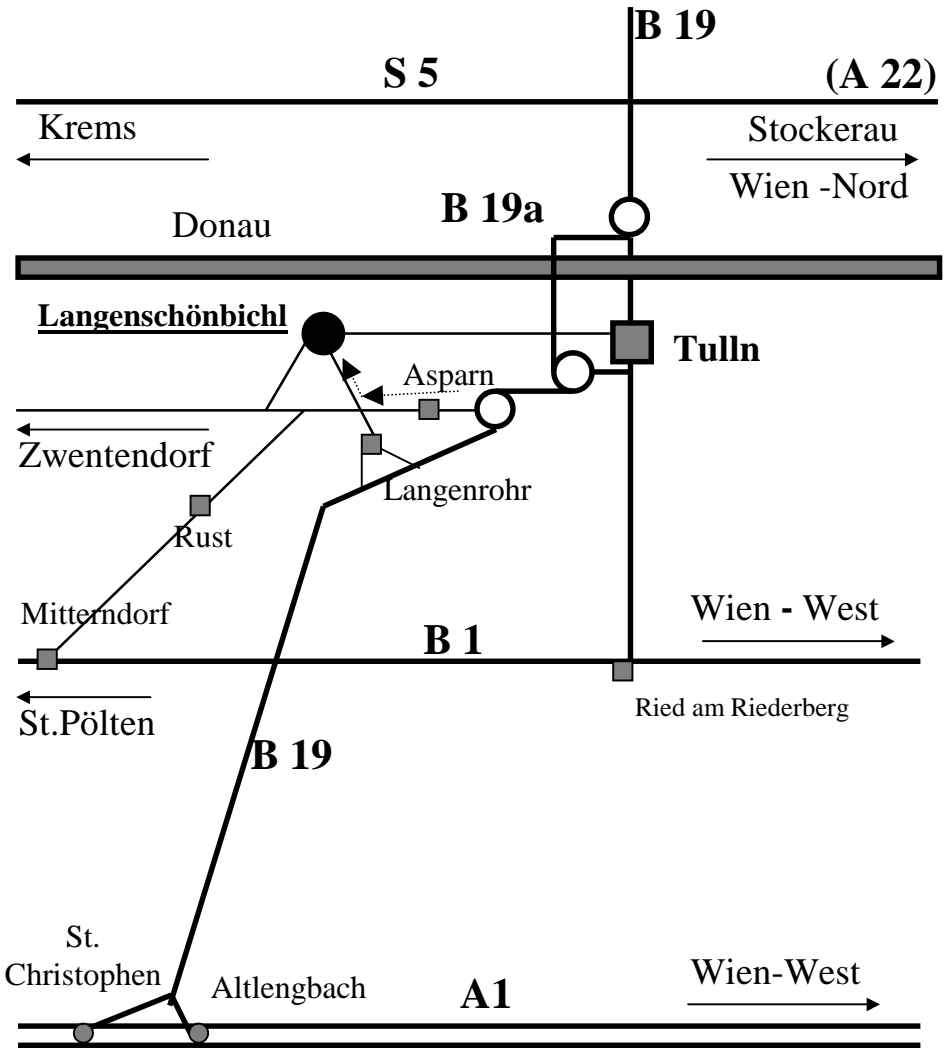 B 19
S 5
(A 22)
Krems
Stockerau
Wien -Nord
B 19a
Donau
Langenschönbichl
Tulln
Asparn
Zwentendorf
Langenrohr
Rust
Mitterndorf
Wien - West
B 1
St.Pölten
Ried am Riederberg
B 19
St.
Christophen
Altlengbach
A1
Wien-West